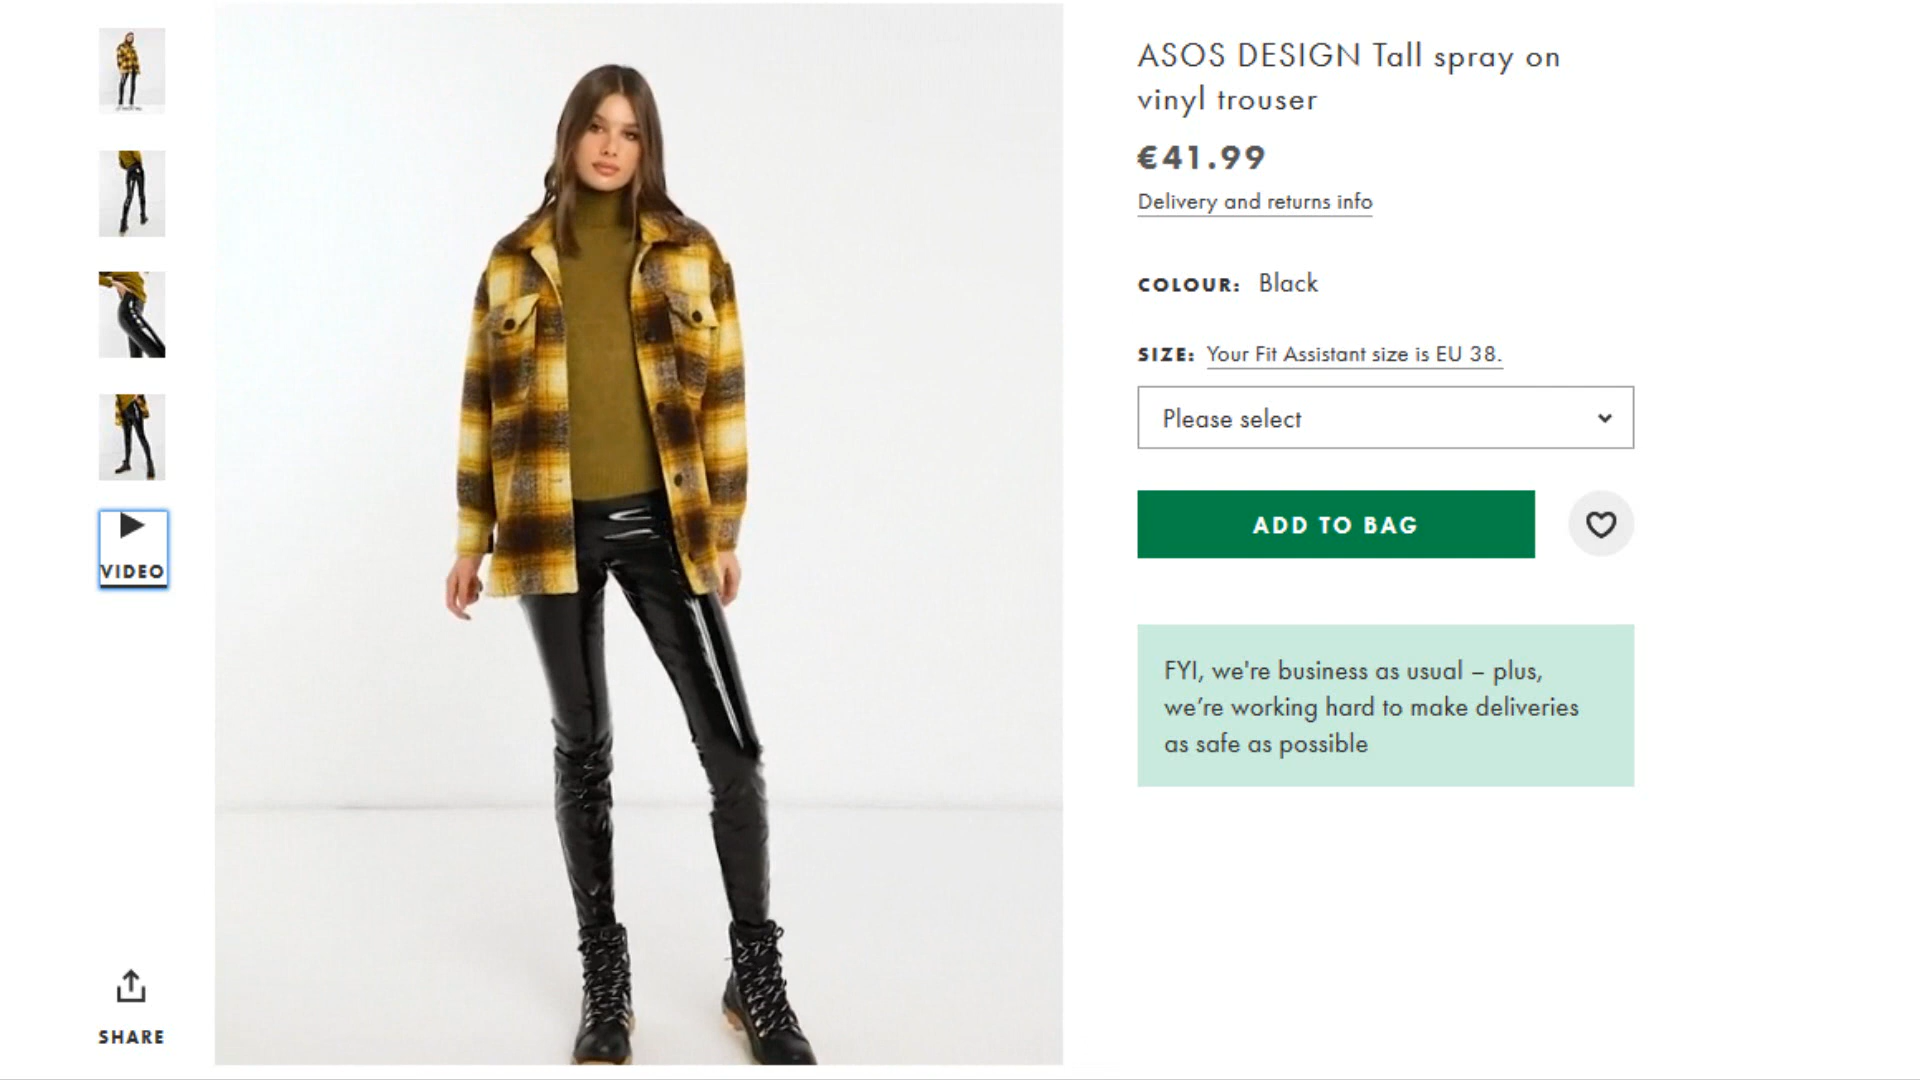 ASOS DESIGN Tall spray on
vinyl trouser
€41.99
Delivery and returns info
COLOUR: Black
SIZE: Your Fit Assistant size is EU 38.
Please select
ADD TO BAG
FYI, we're business as usual – plus,
we’re working hard to make deliveries
as safe as possible
VIDEO
SHARE